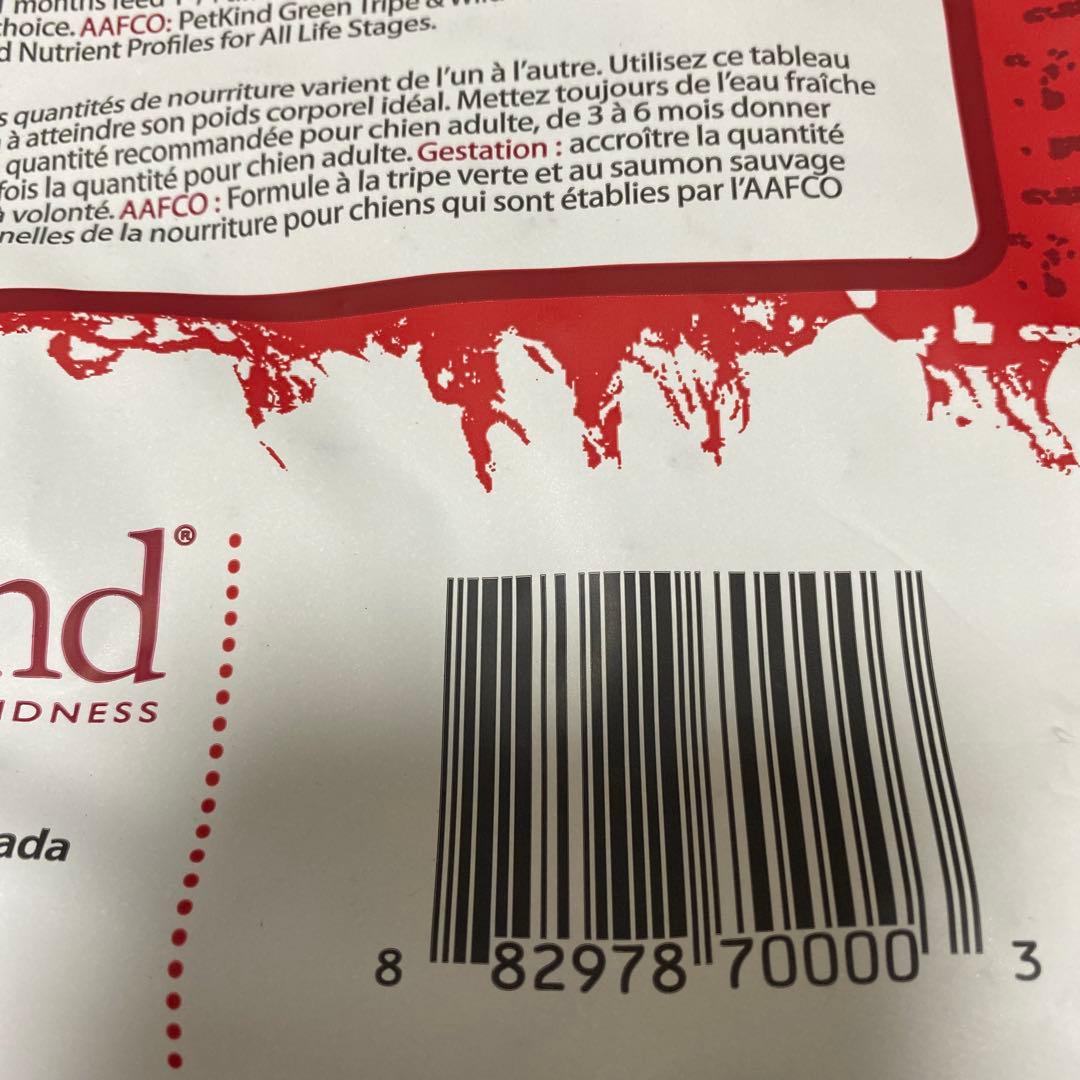 months feed
choice. AAFCO: PetKind Green Tripe &
d Nutrient Profiles for All Life Stages.
s quantités de nourriture varient de l'un à l'autre. Utilisez ce tableau
à atteindre son poids corporel idéal. Mettez toujours de l'eau fraîche
quantité recommandée pour chien adulte, de 3 à 6 mois donner
fois la quantité pour chien adulte. Gestation : accroître la quantité
à volonté. AAFCO : Formule à la tripe verte et au saumon sauvage
nelles de la nourriture pour chiens qui sont établies par l'AAFCO
nd®
NDNESS
ada
8 82978 70000 3